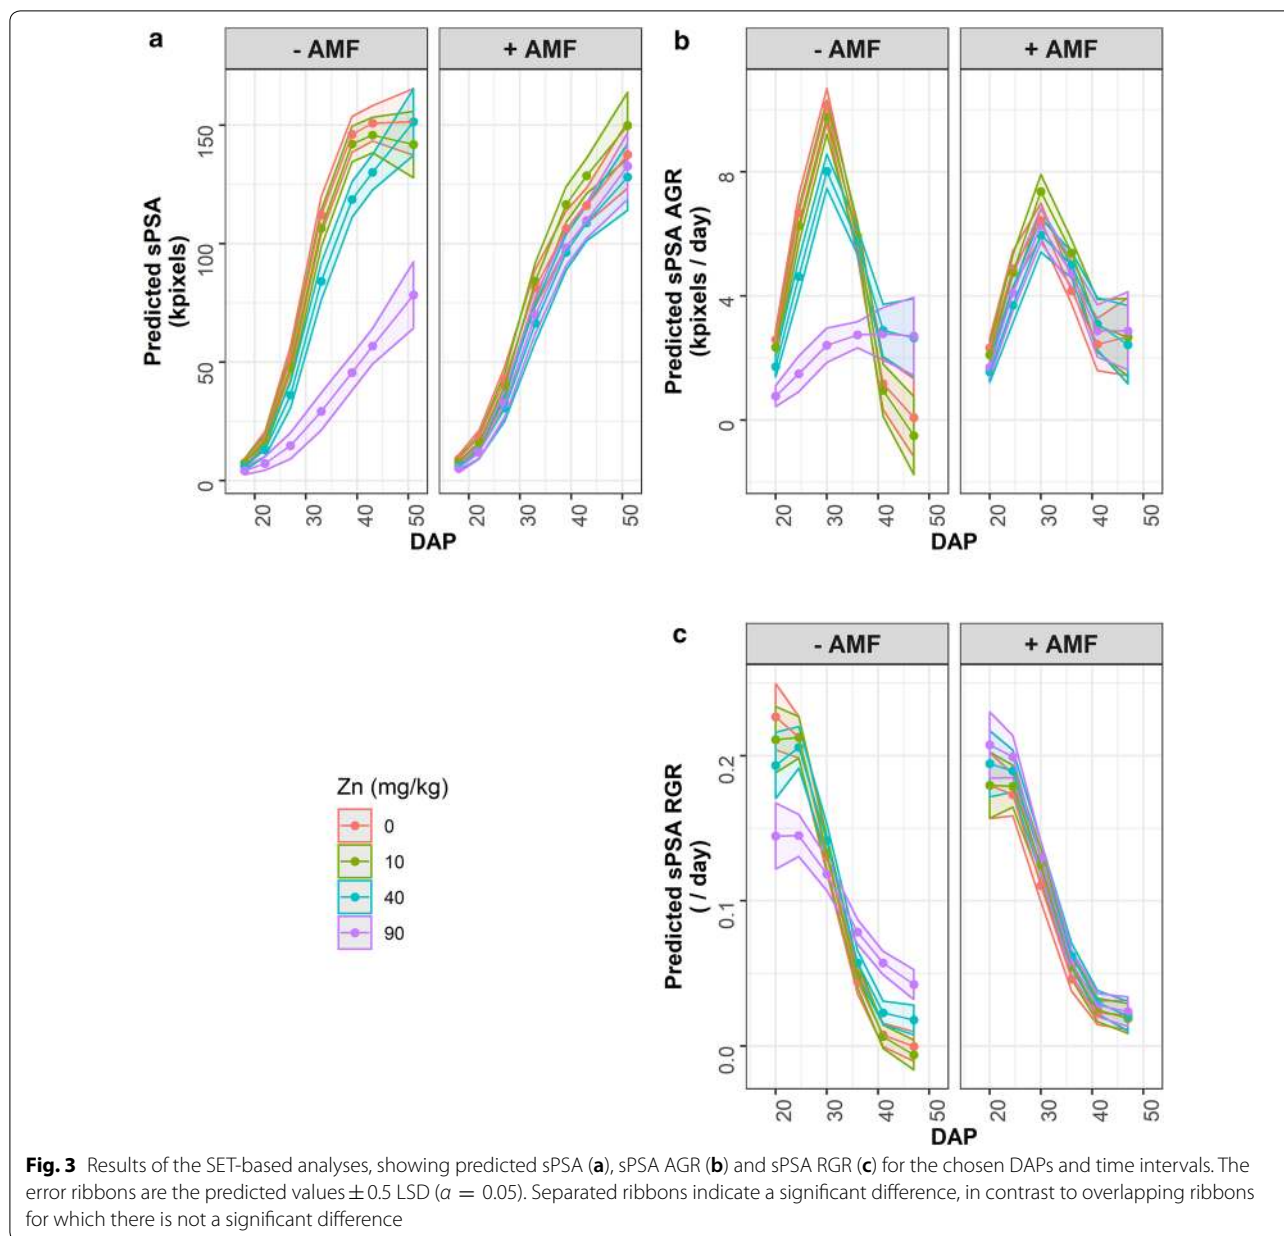 a
- AMF
+ AMF
Predicted sPSA
(kpixels)
0
50
100
150
20
30
40
50
20
30
40
50
DAP
b
- AMF
+ AMF
Predicted sPSA AGR
(kpixels / day)
0
4
8
20
30
40
50
20
30
40
50
DAP
Zn (mg/kg)
0
10
40
90
c
- AMF
+ AMF
Predicted sPSA RGR
( / day)
0.0
0.1
0.2
20
30
40
50
20
30
40
50
DAP
Fig. 3 Results of the SET-based analyses, showing predicted sPSA (a), sPSA AGR (b) and sPSA RGR (c) for the chosen DAPs and time intervals. The
error ribbons are the predicted values ± 0.5 LSD (α = 0.05). Separated ribbons indicate a significant difference, in contrast to overlapping ribbons
for which there is not a significant difference